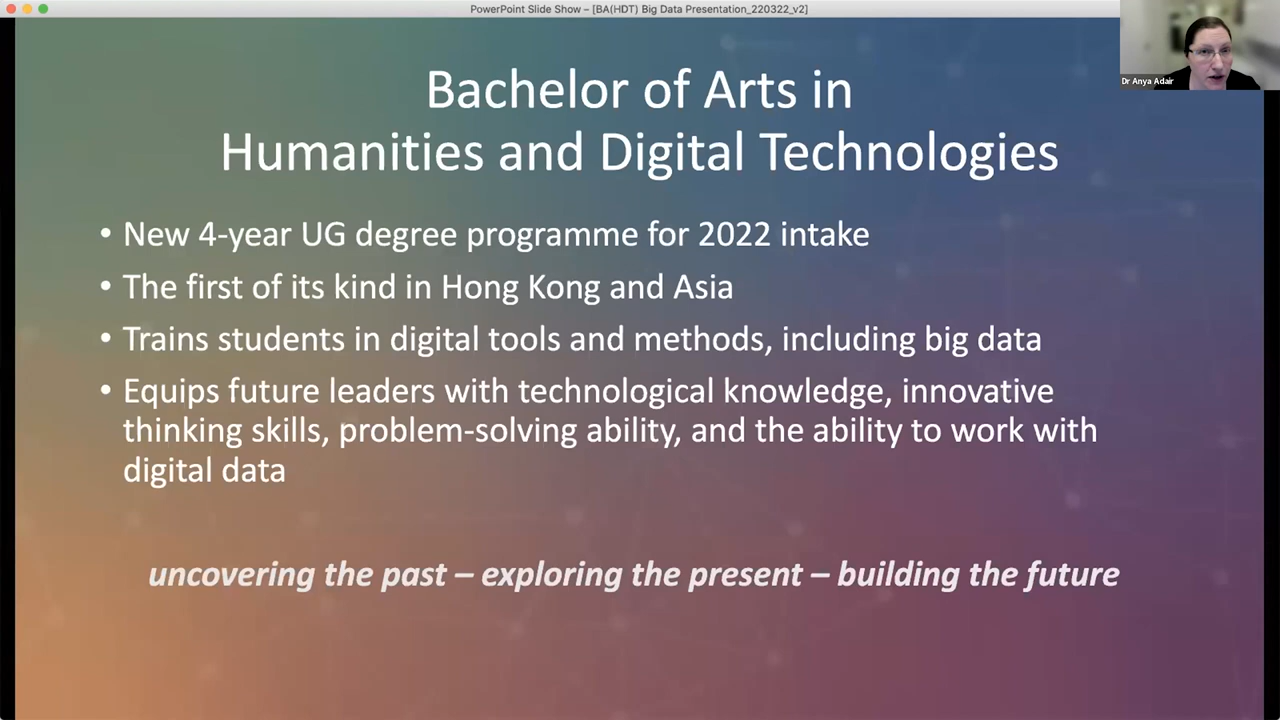 PowerPoint Slide Show – [BA(HDT) Big Data Presentation_220322_v2]
Dr Anya Adair
Bachelor of Arts in
Humanities and Digital Technologies
• New 4-year UG degree programme for 2022 intake
• The first of its kind in Hong Kong and Asia
• Trains students in digital tools and methods, including big data
• Equips future leaders with technological knowledge, innovative
thinking skills, problem-solving ability, and the ability to work with
digital data
uncovering the past – exploring the present – building the future